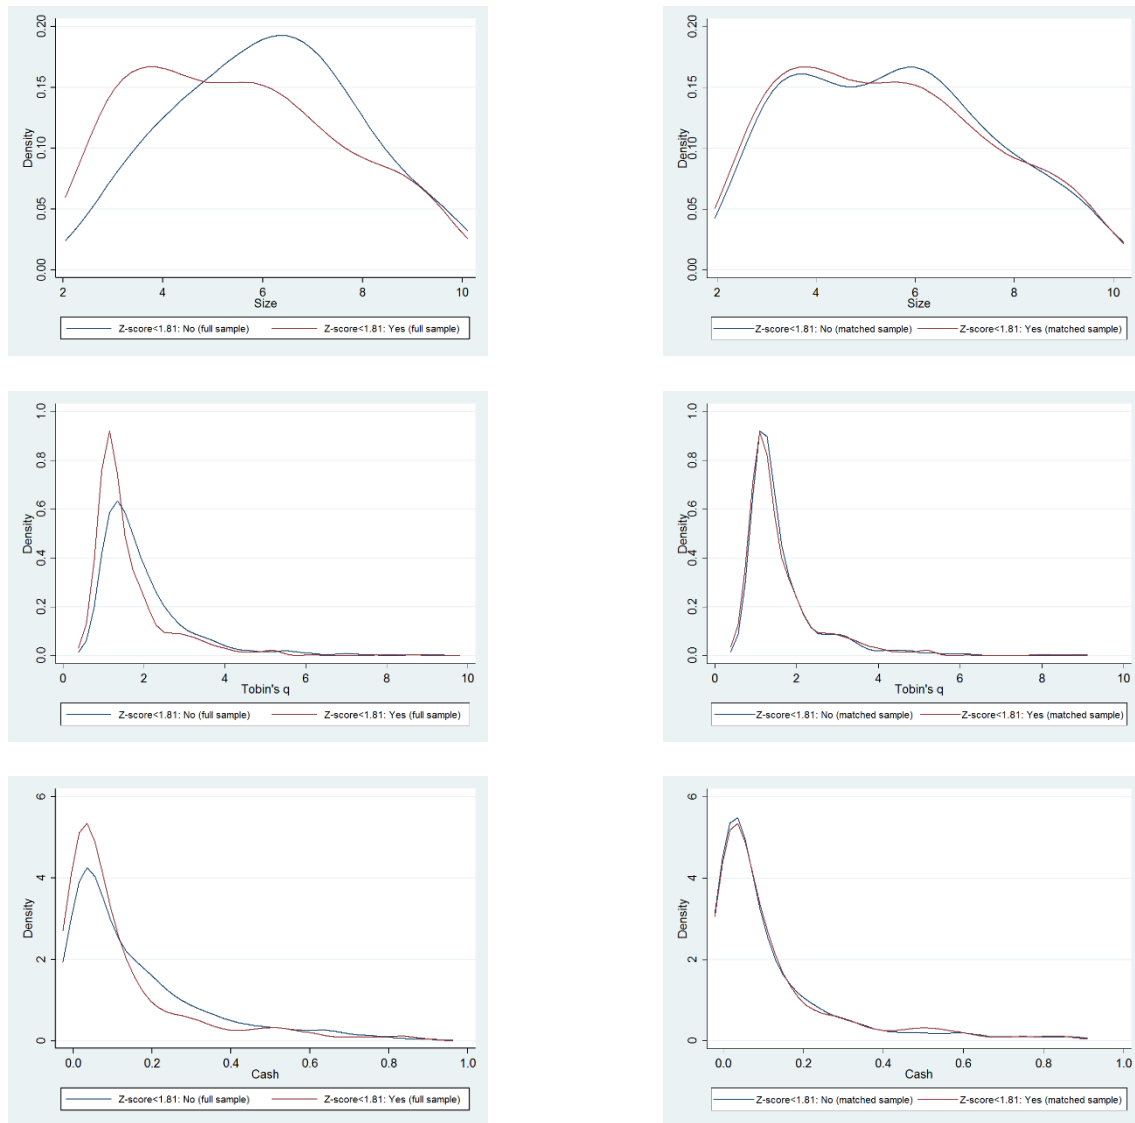 0.20
0.15
Density
0.10
0.05
0.00
2 4 6 8 10
Size
Z-score<1.81: No (full sample) Z-score<1.81: Yes (full sample)
0.20
0.15
Density
0.10
0.05
0.00
2 4 6 8 10
Size
Z-score<1.81: No (matched sample) Z-score<1.81: Yes (matched sample)
1.0
0.8
0.6
Density
0.4
0.2
0.0
0 2 4 6 8 10
Tobin's q
Z-score<1.81: No (full sample) Z-score<1.81: Yes (full sample)
1.0
0.8
0.6
Density
0.4
0.2
0.0
0 2 4 6 8 10
Tobin's q
Z-score<1.81: No (matched sample) Z-score<1.81: Yes (matched sample)
6
4
Density
2
0
0.0 0.2 0.4 0.6 0.8 1.0
Cash
Z-score<1.81: No (full sample) Z-score<1.81: Yes (full sample)
6
4
Density
2
0
0.0 0.2 0.4 0.6 0.8 1.0
Cash
Z-score<1.81: No (matched sample) Z-score<1.81: Yes (matched sample)